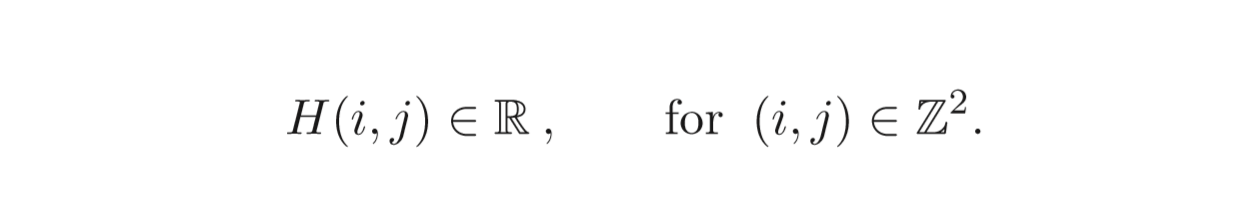 H(i, j) ∈ ℝ , for (i, j) ∈ ℤ².